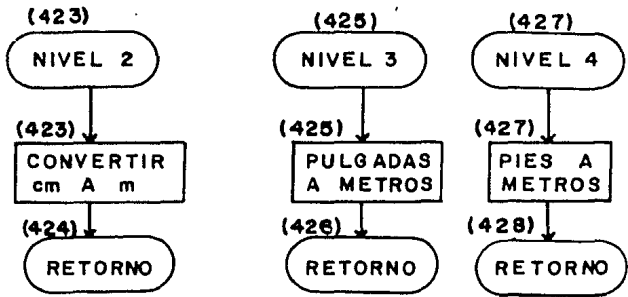 (423)
NIVEL 2
(423)
CONVERTIR
cm A m
(424)
RETORNO
(425)
NIVEL 3
(425)
PULGADAS
A METROS
(426)
RETORNO
(427)
NIVEL 4
(427)
PIES A
METROS
(428)
RETORNO